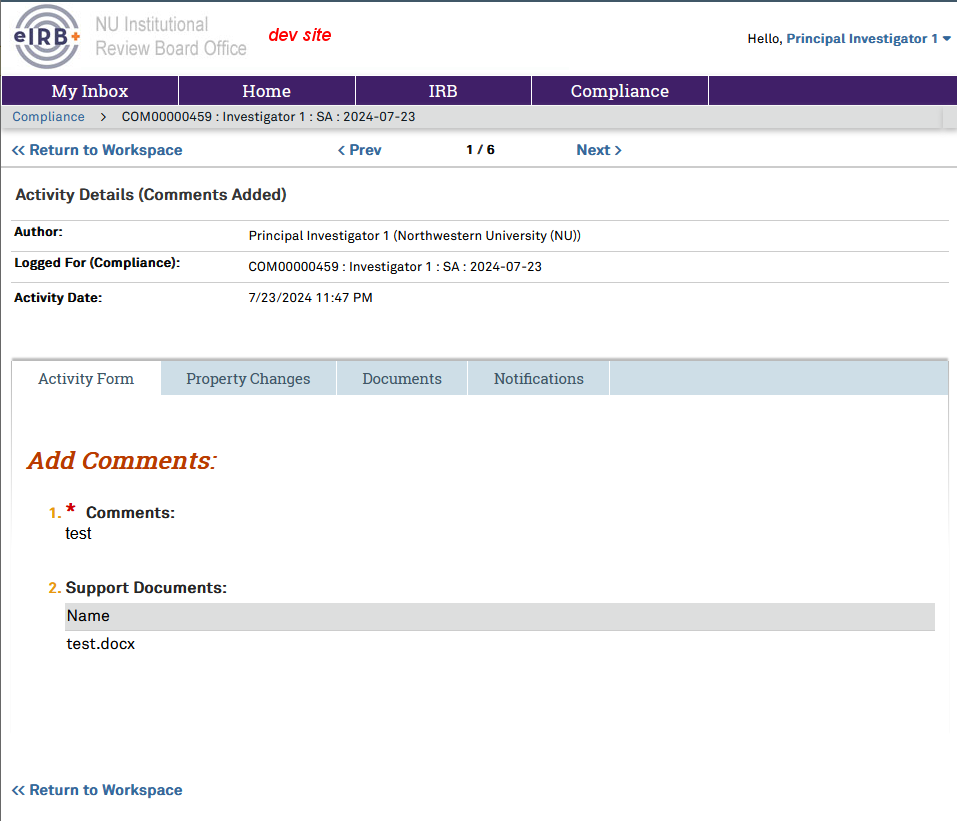 eIRB+
NU Institutional
Review Board Office
dev site
Hello, Principal Investigator 1
My Inbox Home IRB Compliance
Compliance > COM00000459 : Investigator 1 : SA : 2024-07-23
<< Return to Workspace < Prev 1 / 6 Next >
Activity Details (Comments Added)
Author: Principal Investigator 1 (Northwestern University (NU))
Logged For (Compliance): COM00000459 : Investigator 1 : SA : 2024-07-23
Activity Date: 7/23/2024 11:47 PM
Activity Form Property Changes Documents Notifications
Add Comments:
1. * Comments:
test
2. Support Documents:
Name
test.docx
<< Return to Workspace